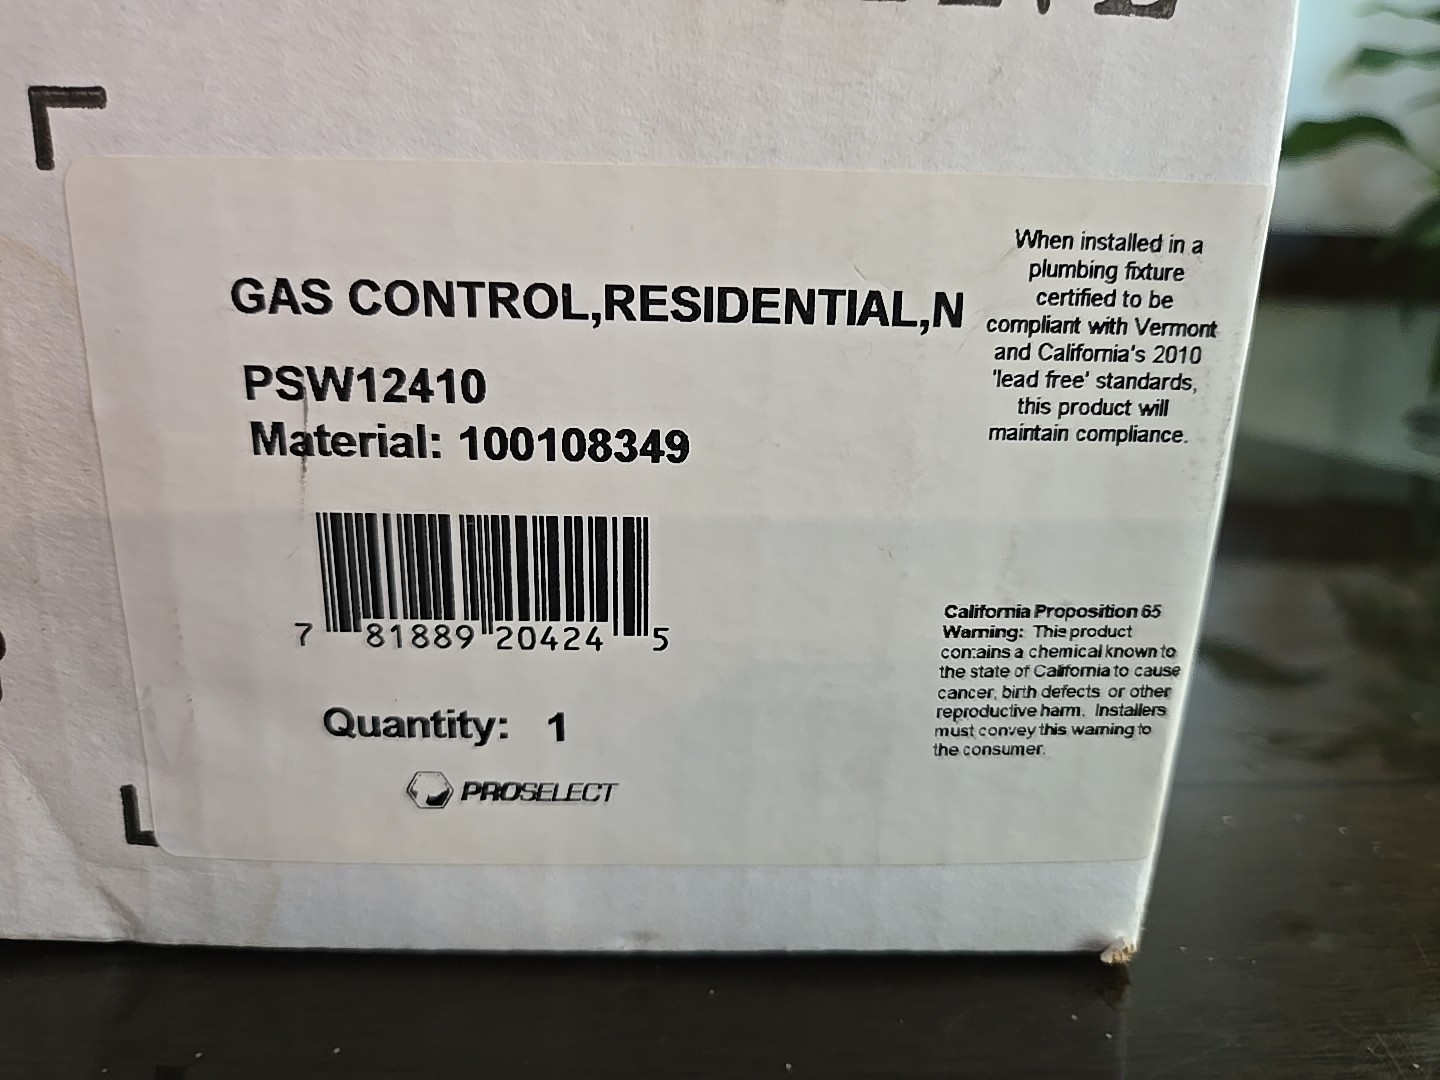 GAS CONTROL,RESIDENTIAL,N
PSW12410
Material: 100108349
7 81889 20424 5
Quantity: 1
PROSELECT
When installed in a
plumbing fixture
certified to be
compliant with Vermont
and California's 2010
'lead free' standards,
this product will
maintain compliance.
California Proposition 65
Warning: This product
contains a chemical known to
the state of California to cause
cancer, birth defects or other
reproductive harm. Installers
must convey this warning to
the consumer.